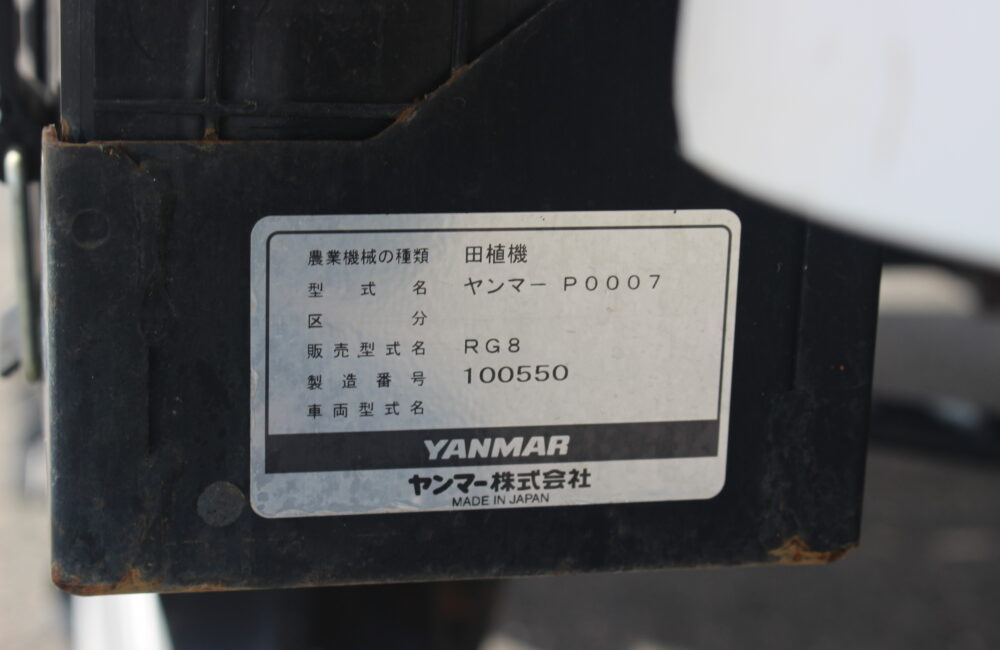 農業機械の種類 田植機
型式名 ヤンマー P0007
区分
販売型式名 RG8
製造番号 100550
車両型式名
YANMAR
ヤンマー株式会社
MADE IN JAPAN